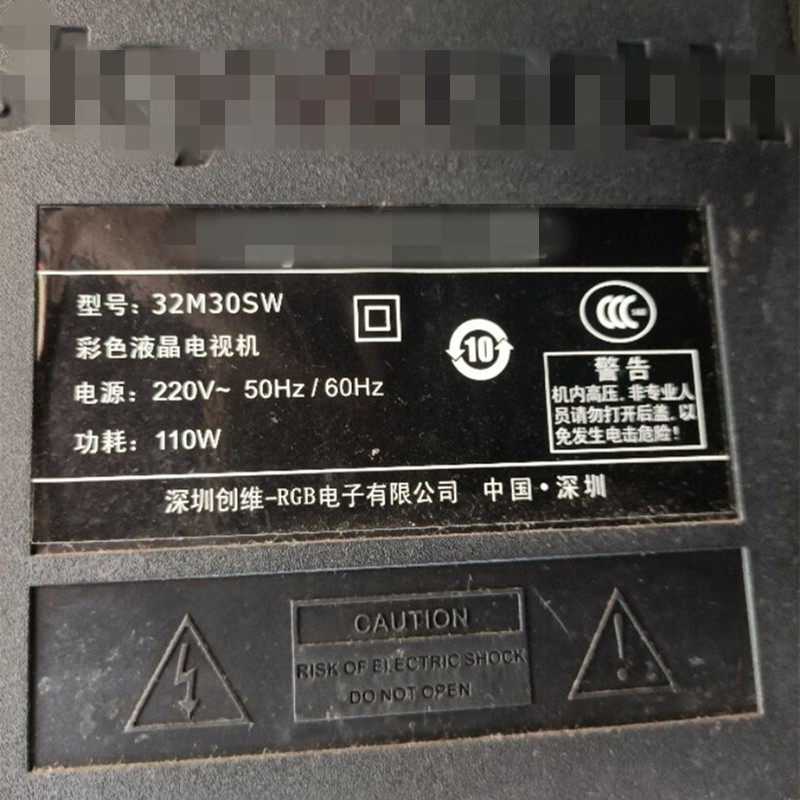 型号：32M30SW
彩色液晶电视机
电源：220V~ 50Hz / 60Hz
功耗：110W
10
CCC
警告
机内高压，非专业人
员请勿打开后盖，以
免发生电击危险！
深圳创维-RGB电子有限公司 中国·深圳
CAUTION
RISK OF ELECTRIC SHOCK
DO NOT OPEN